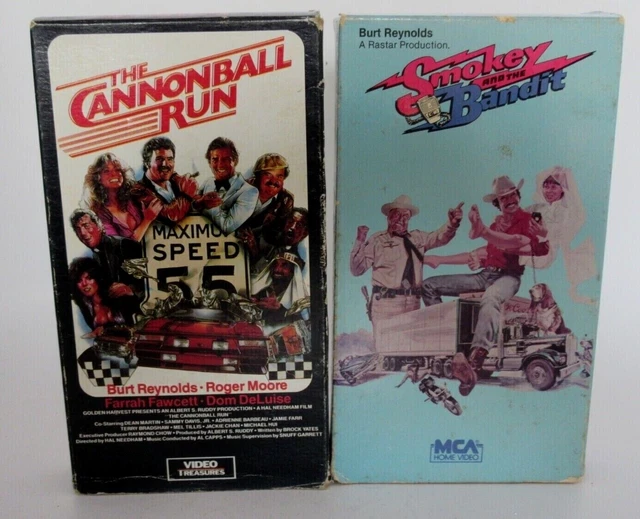 THE
CANNONBALL
RUN
MAXIMU
SPEED
55
Burt Reynolds · Roger Moore
Farrah Fawcett · Dom DeLuise
GOLDEN HARVEST PRESENTS AN ALBERT S. RUDDY PRODUCTION · A HAL NEEDHAM FILM
"THE CANNONBALL RUN"
Co-Starring DEAN MARTIN · SAMMY DAVIS, JR. · ADRIENNE BARBEAU · JAMIE FARR
TERRY BRADSHAW · MEL TILLIS · JACKIE CHAN · MICHAEL HUI
Executive Producer RAYMOND CHOW · Produced by ALBERT S. RUDDY · Written by BROCK YATES
Directed by HAL NEEDHAM · Music Conducted by AL CAPPS · Music Supervision by SNUFF GARRETT
VIDEO
TREASURES
Burt Reynolds
A Rastar Production.
Smokey
AND THE
Bandit
MCA
HOME VIDEO